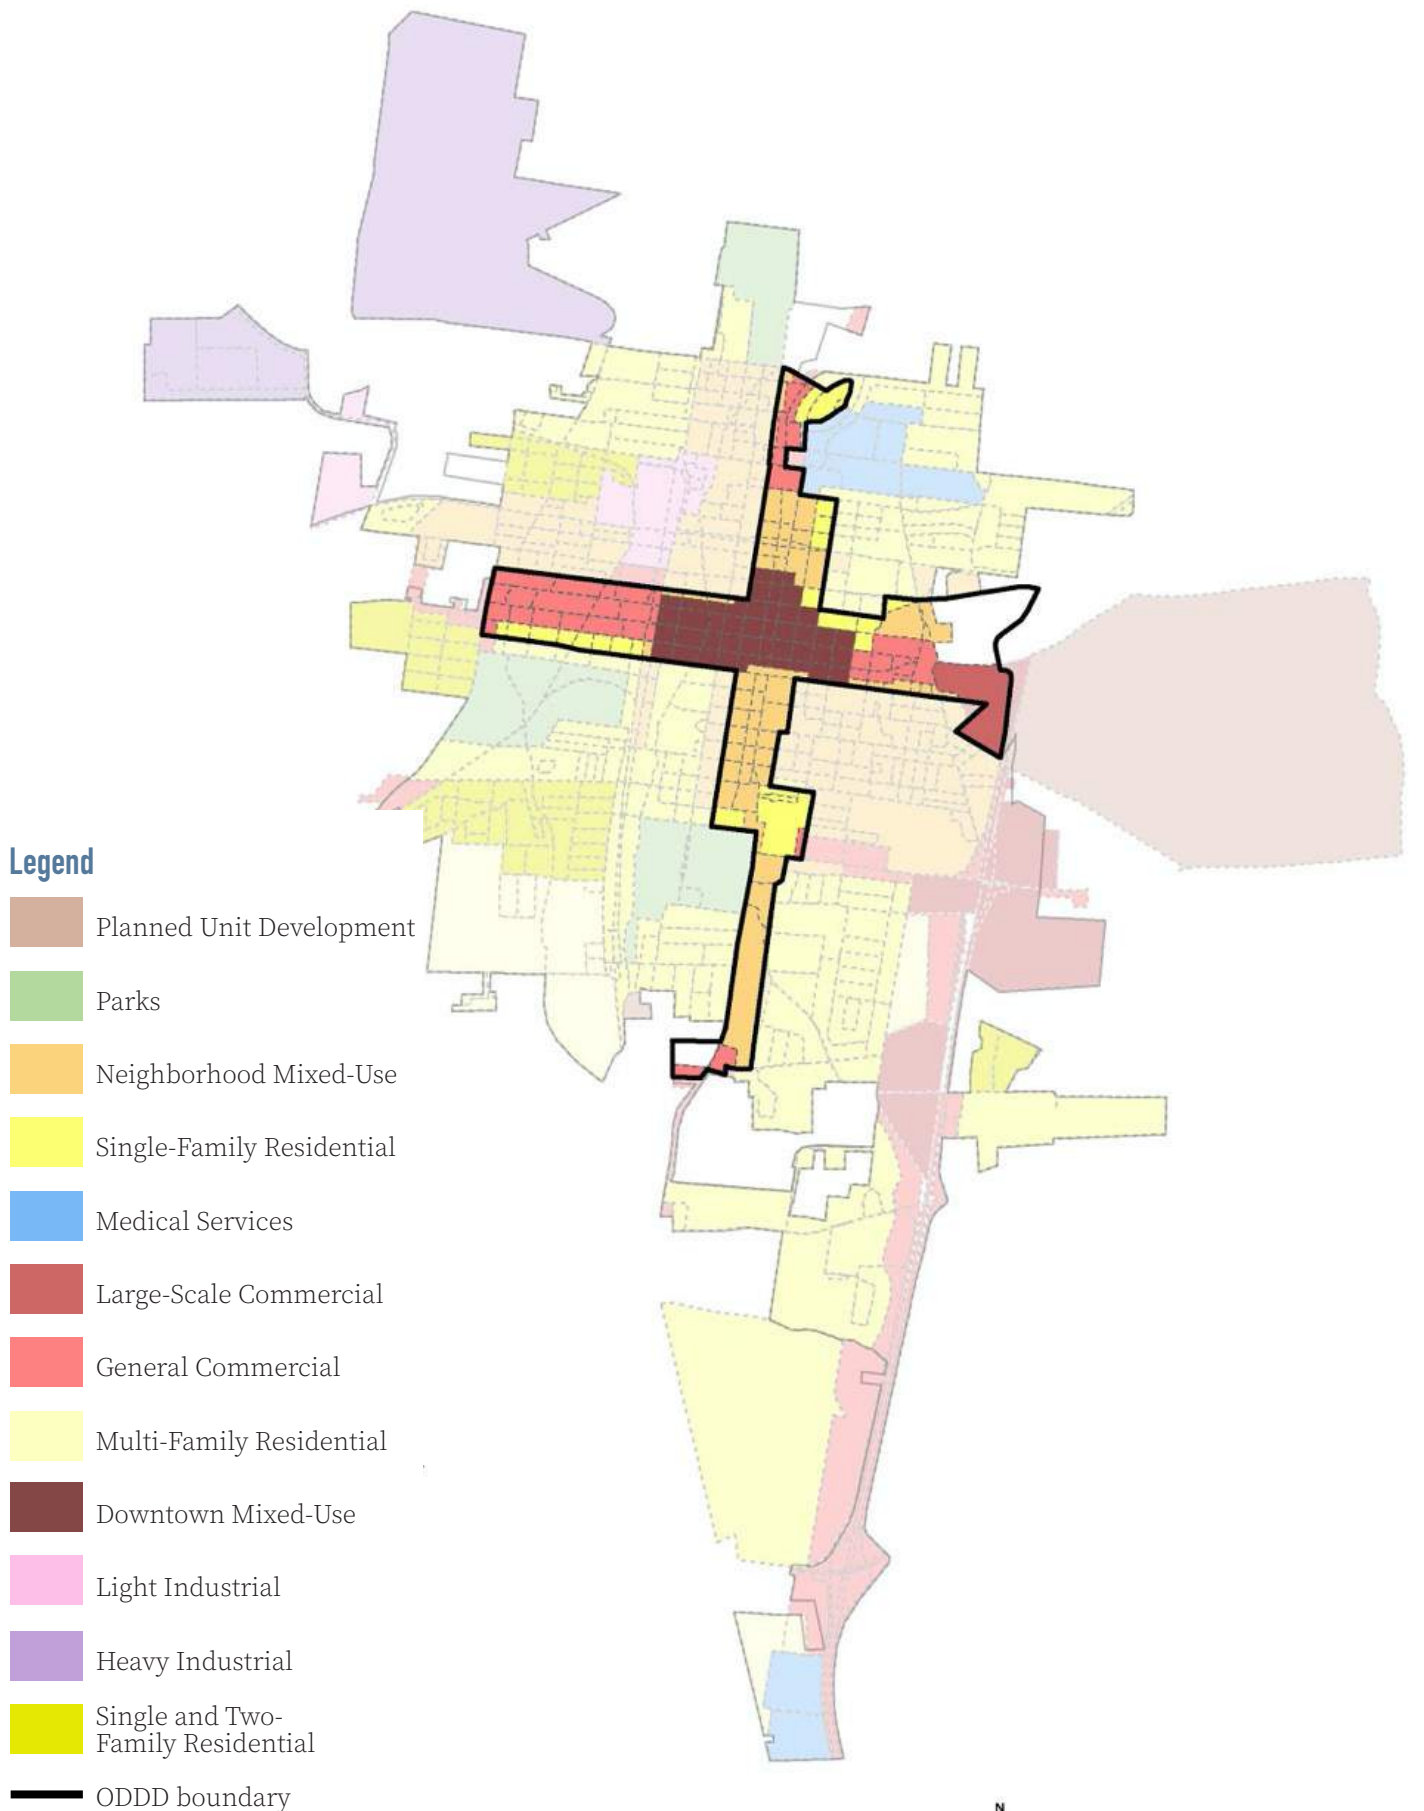 Legend
Planned Unit Development
Parks
Neighborhood Mixed-Use
Single-Family Residential
Medical Services
Large-Scale Commercial
General Commercial
Multi-Family Residential
Downtown Mixed-Use
Light Industrial
Heavy Industrial
Single and Two-
Family Residential
ODDD boundary
N